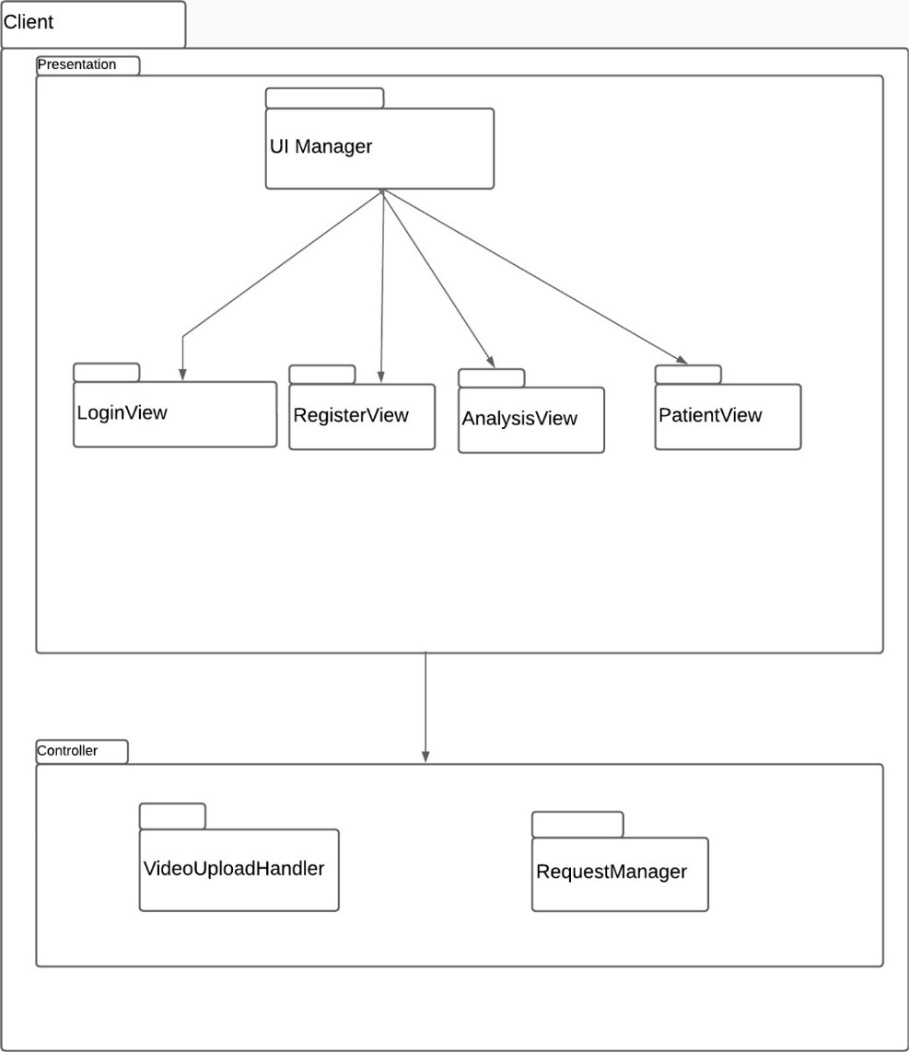 Client
Presentation
UI Manager
LoginView
RegisterView
AnalysisView
PatientView
Controller
VideoUploadHandler
RequestManager